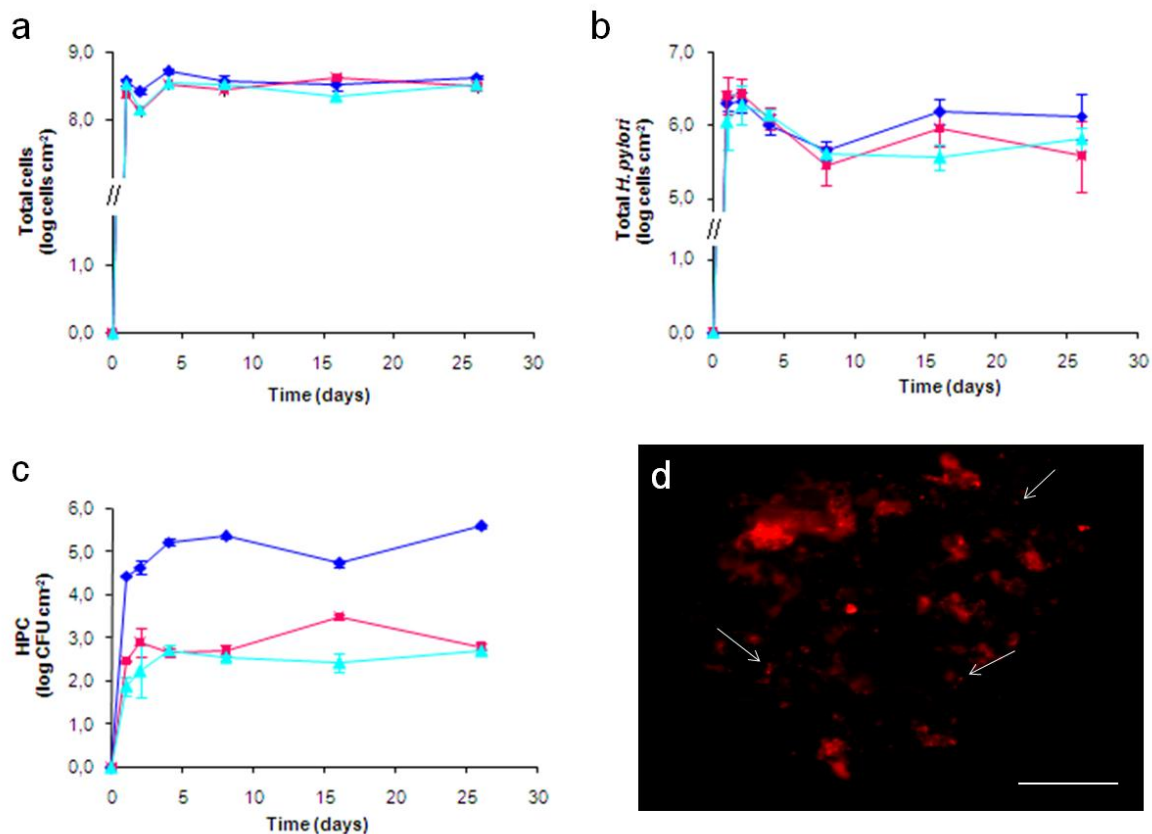 a
9,0
8,0
1,0
0,0
Total cells
(log cells cm-2)
0 5 10 15 20 25 30
Time (days)
b
7,0
6,0
5,0
1,0
0,0
Total H.pylori
(log cells cm-2)
0 5 10 15 20 25 30
Time (days)
c
6,0
5,0
4,0
3,0
2,0
1,0
0,0
HPC
(log CFU cm-2)
0 5 10 15 20 25 30
Time (days)
d